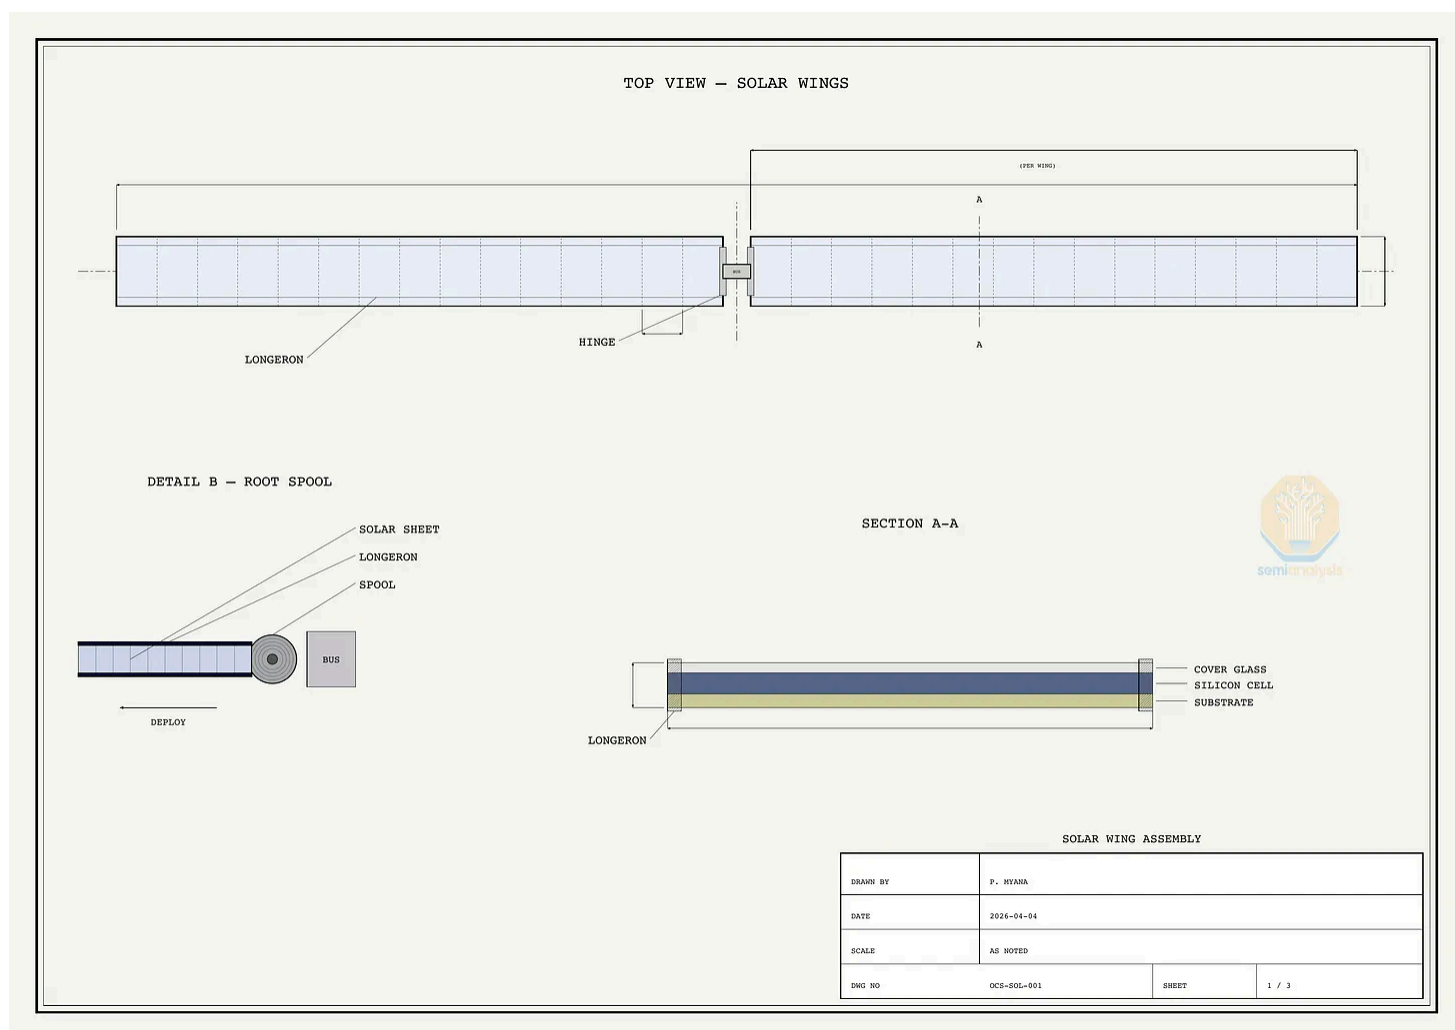 TOP VIEW — SOLAR WINGS
(PER WING)
A
BUS
HINGE
A
LONGERON
DETAIL B — ROOT SPOOL
SOLAR SHEET
LONGERON
SPOOL
BUS
DEPLOY
SECTION A-A
semianalysis
COVER GLASS
SILICON CELL
SUBSTRATE
LONGERON
SOLAR WING ASSEMBLY
DRAWN BY P. MYANA
DATE 2026-04-04
SCALE AS NOTED
DWG NO OCS-SOL-001 SHEET 1 / 3